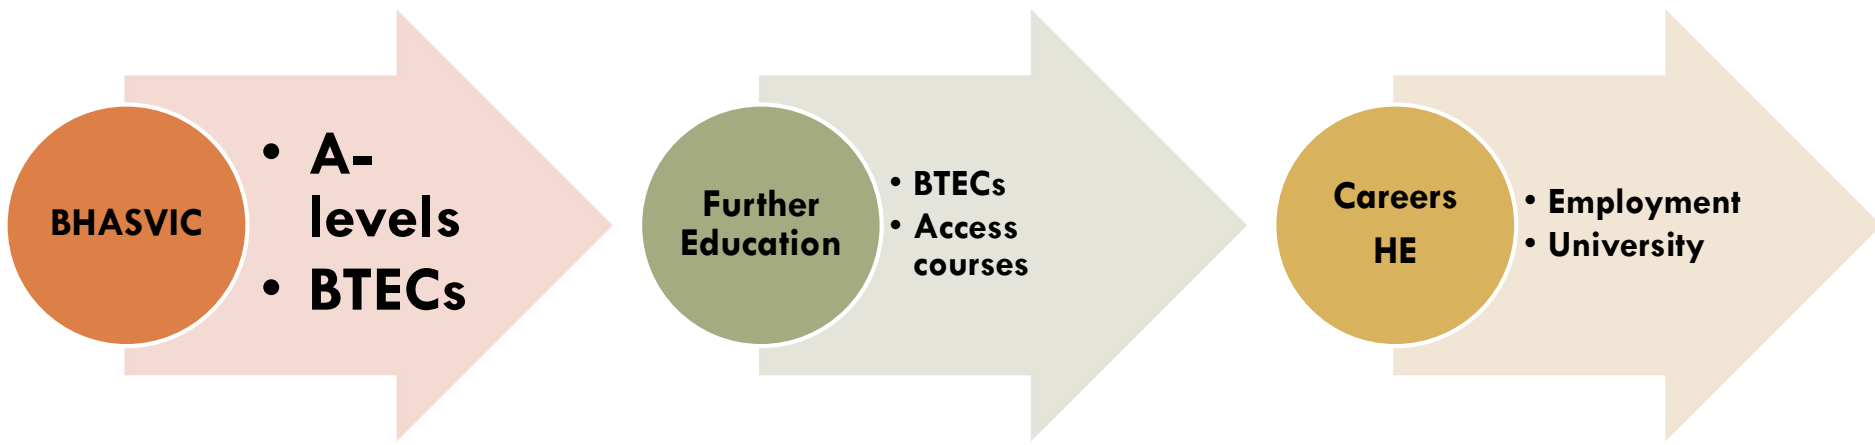 BHASVIC
• A-
levels
• BTECs
Further
Education
• BTECs
• Access
courses
Careers
HE
• Employment
• University